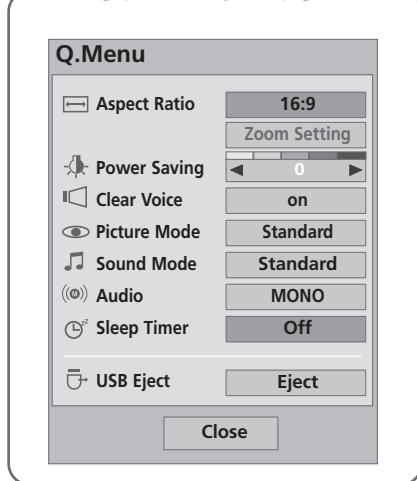 Q.Menu
Aspect Ratio 16:9
Zoom Setting
Power Saving ◀ 0 ▶
Clear Voice on
Picture Mode Standard
Sound Mode Standard
Audio MONO
Sleep Timer Off
USB Eject Eject
Close